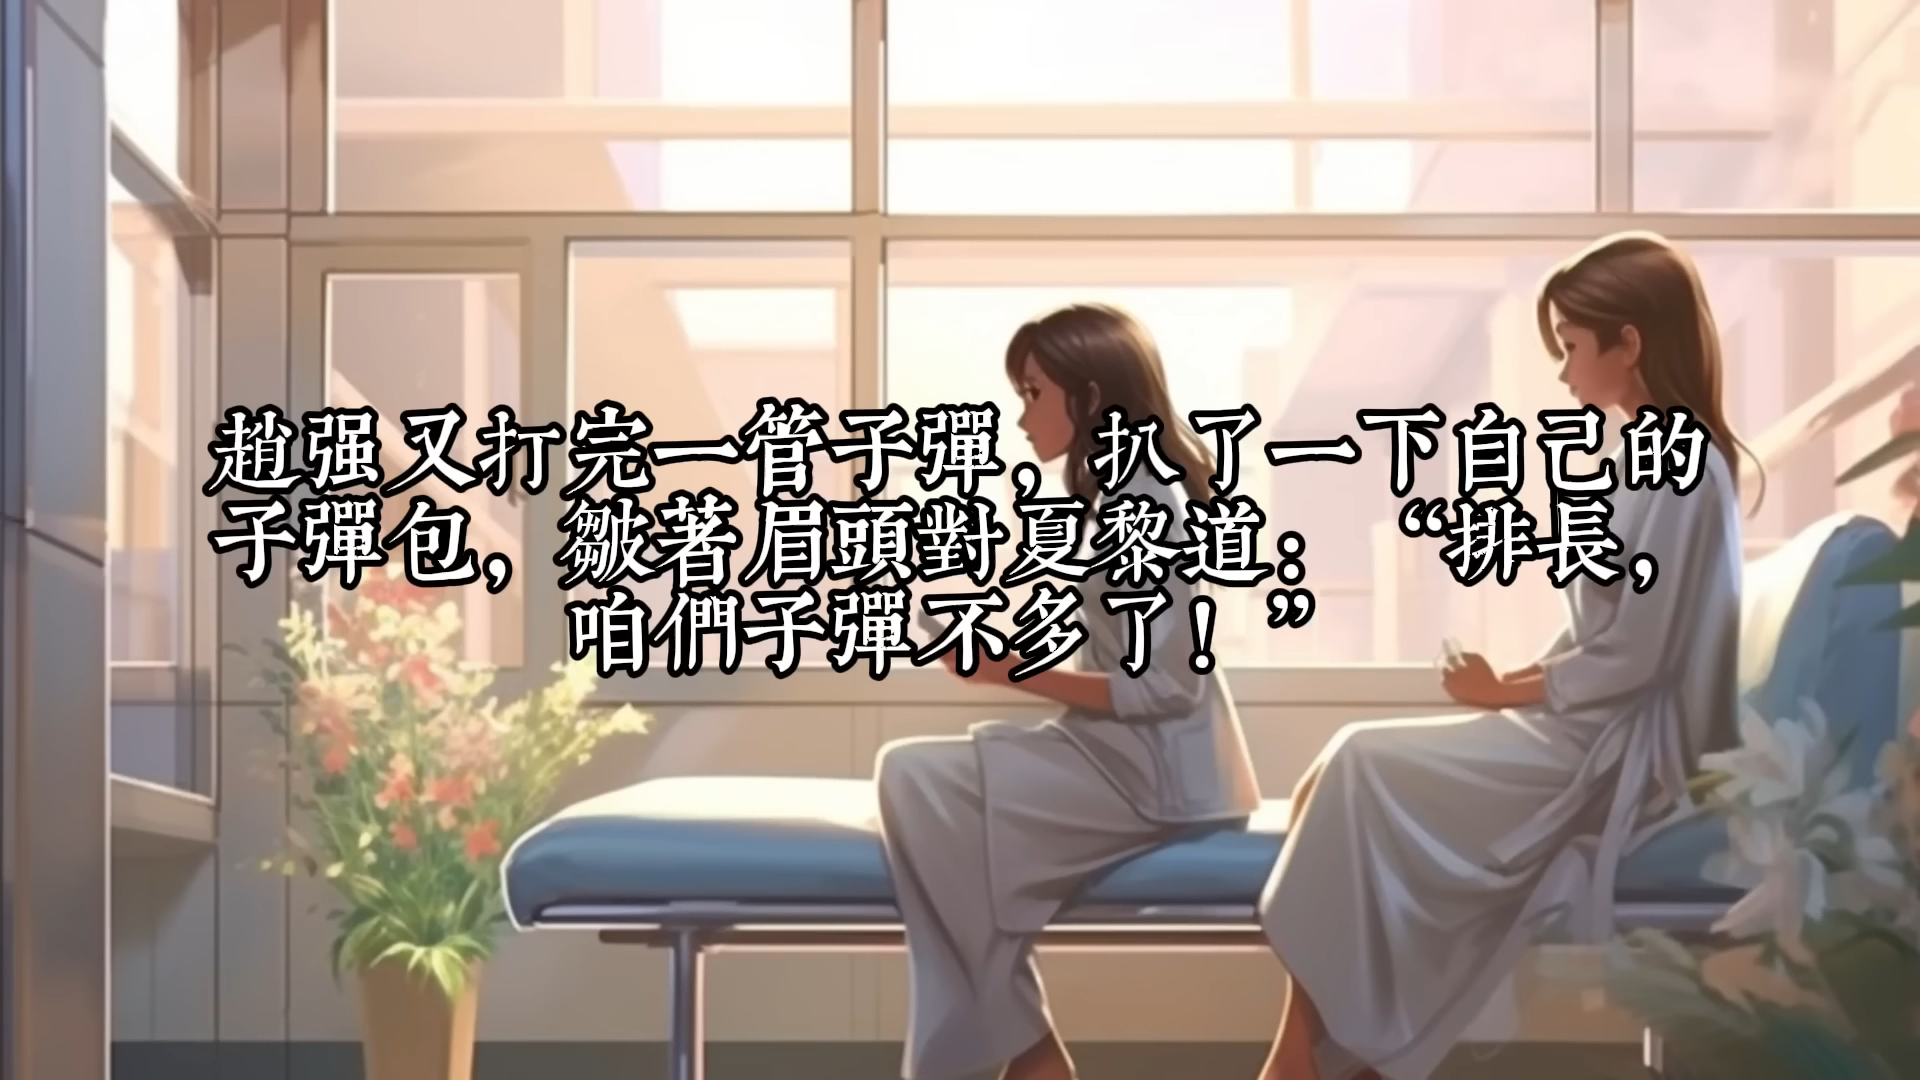 趙强又打完一管子彈，扒了一下自己的
子彈包，皺著眉頭對夏黎道：“排長，
咱們子彈不多了！”